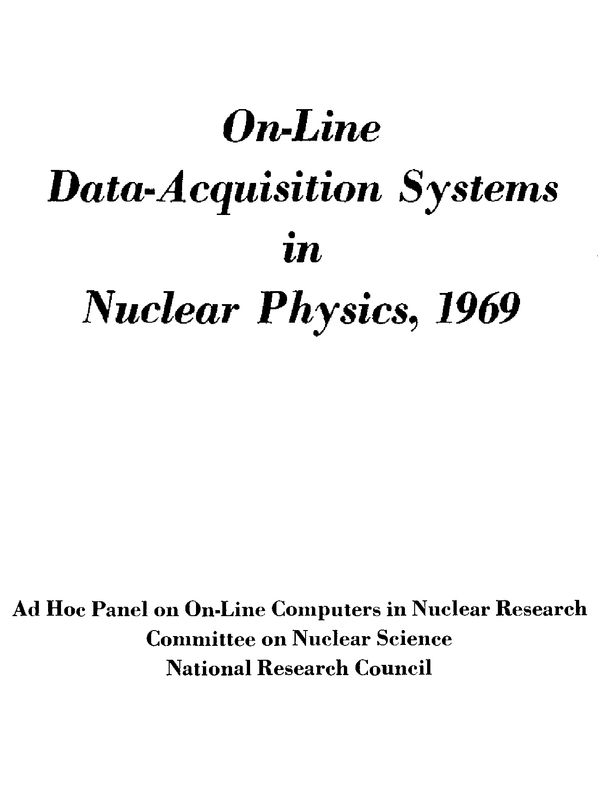 On-Line
Data-Acquisition Systems
in
Nuclear Physics, 1969
Ad Hoc Panel on On-Line Computers in Nuclear Research
Committee on Nuclear Science
National Research Council